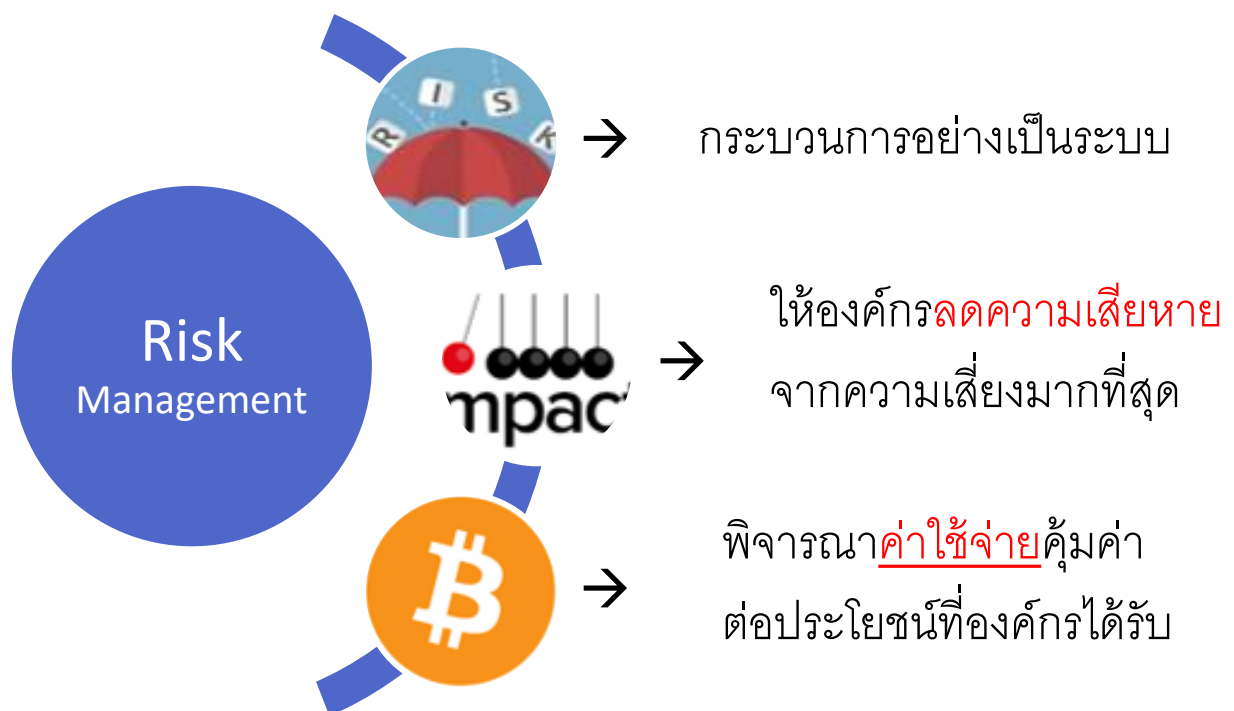 R I S K
→ กระบวนการอย่างเป็นระบบ
Risk
Management
mpac
→ ให้องค์กรลดความเสียหาย
จากความเสี่ยงมากที่สุด
₿
→ พิจารณาค่าใช้จ่ายคุ้มค่า
ต่อประโยชน์ที่องค์กรได้รับ